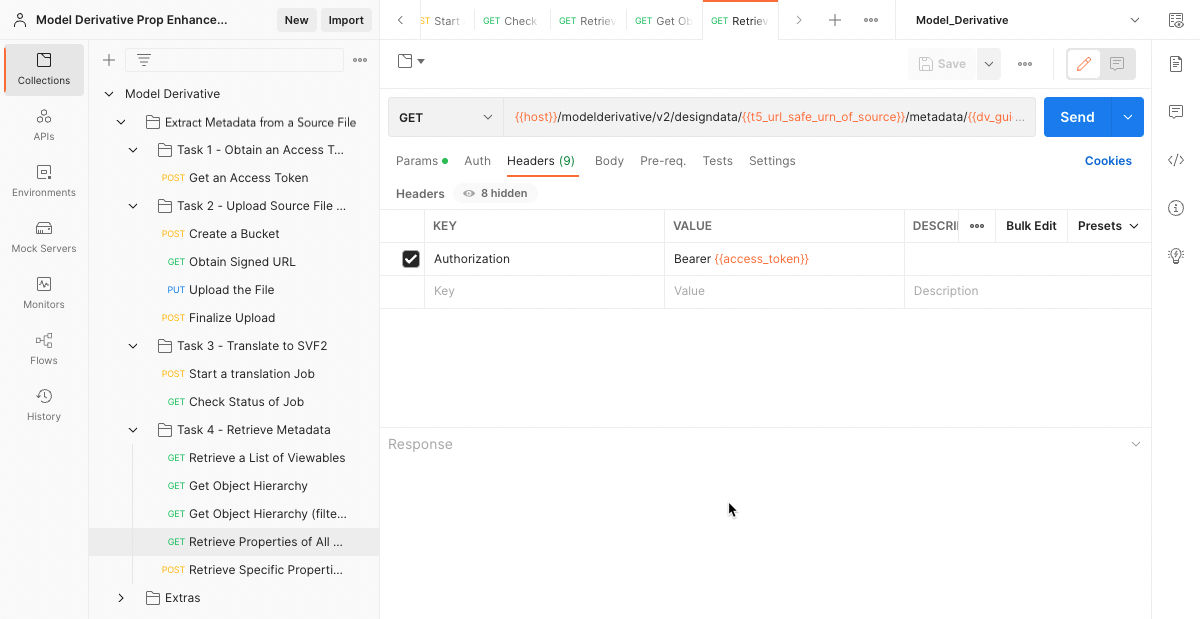 Model Derivative Prop Enhance...
New
Import
ST Start
GET Check
GET Retriev
GET Get Ob
GET Retriev
Model_Derivative
Collections
APIs
Environments
Mock Servers
Monitors
Flows
History
Model Derivative
Extract Metadata from a Source File
Task 1 - Obtain an Access T...
POST Get an Access Token
Task 2 - Upload Source File ...
POST Create a Bucket
GET Obtain Signed URL
PUT Upload the File
POST Finalize Upload
Task 3 - Translate to SVF2
POST Start a translation Job
GET Check Status of Job
Task 4 - Retrieve Metadata
GET Retrieve a List of Viewables
GET Get Object Hierarchy
GET Get Object Hierarchy (filte...
GET Retrieve Properties of All ...
POST Retrieve Specific Properti...
Extras
Save
GET
{{host}}/modelderivative/v2/designdata/{{t5_url_safe_urn_of_source}}/metadata/{{dv_gui ...
Send
Params
Auth
Headers (9)
Body
Pre-req.
Tests
Settings
Cookies
Headers
8 hidden
KEY
VALUE
DESCRI
Bulk Edit
Presets
Authorization
Bearer {{access_token}}
Key
Value
Description
Response